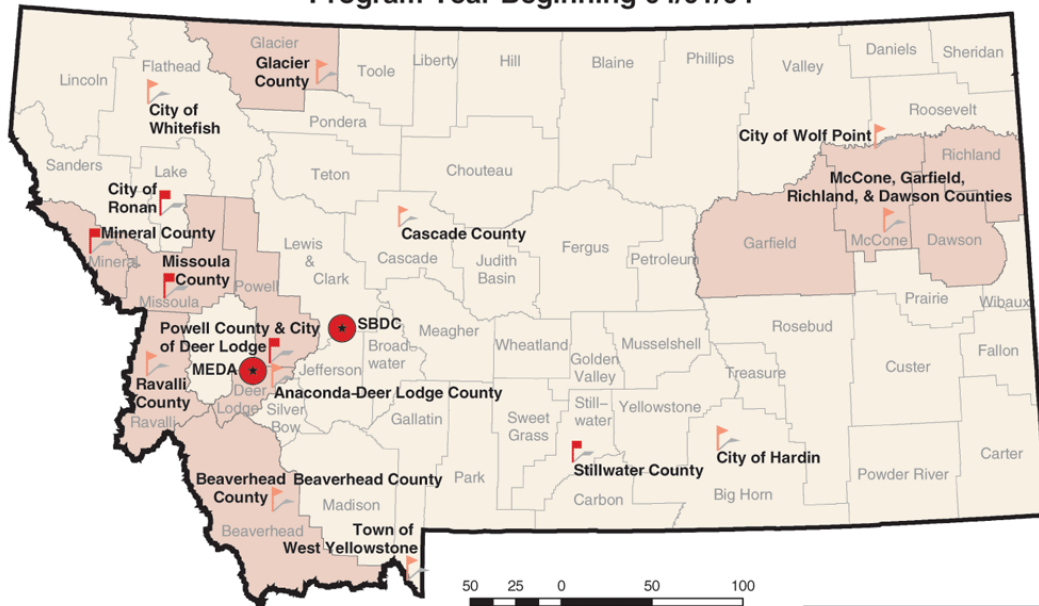 Glacier
Glacier
County
Toole
Liberty
Hill
Blaine
Phillips
Valley
Daniels
Sheridan
Lincoln
Flathead
City of
Whitefish
Pondera
Roosevelt
City of Wolf Point
Sanders
Lake
Teton
Chouteau
Richland
City of
Ronan
McCone, Garfield,
Richland, & Dawson Counties
Mineral County
Mineral
Cascade County
Cascade
Lewis
&
Clark
Judith
Basin
Fergus
Petroleum
Garfield
McCone
Dawson
Missoula
County
Missoula
Powell
Prairie
Wibaux
Powell County & City
of Deer Lodge
SBDC
Meagher
Wheatland
Musselshell
Rosebud
MEDA
Jefferson
Broad-
water
Golden
Valley
Treasure
Custer
Fallon
Ravalli
County
Ravalli
Deer
Lodge
Anaconda-Deer Lodge County
Silver
Bow
Gallatin
Sweet
Grass
Still-
water
Yellowstone
City of Hardin
Carter
Stillwater County
Beaverhead
County
Beaverhead County
Madison
Park
Carbon
Big Horn
Powder River
Beaverhead
Town of
West Yellowstone
50 25 0 50 100